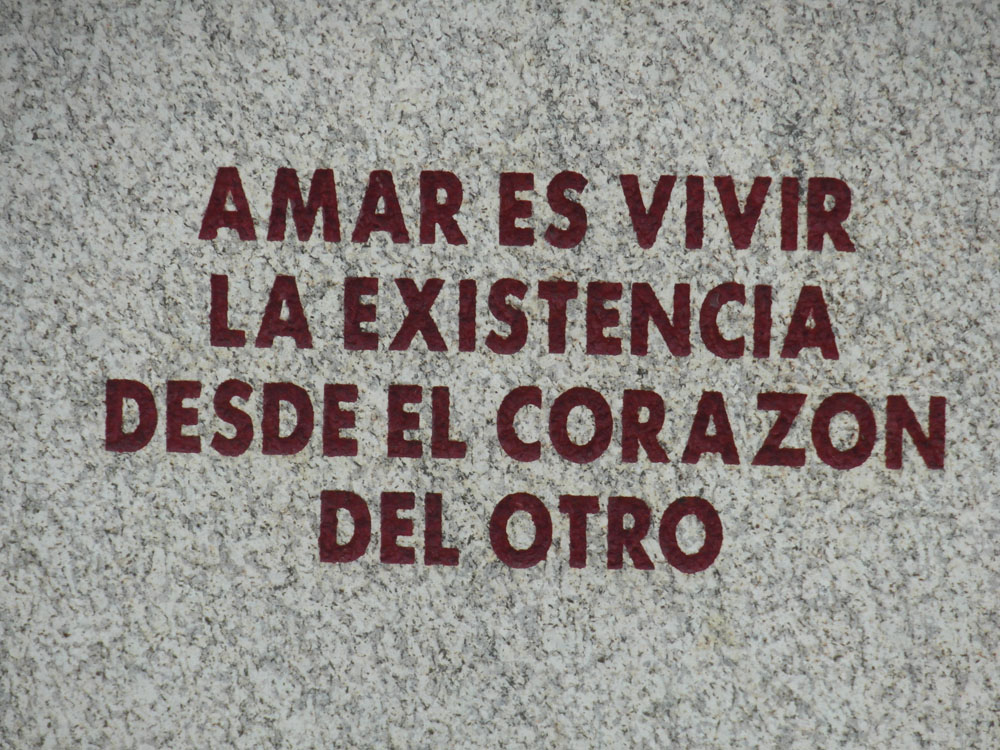 AMAR ES VIVIR
LA EXISTENCIA
DESDE EL CORAZON
DEL OTRO